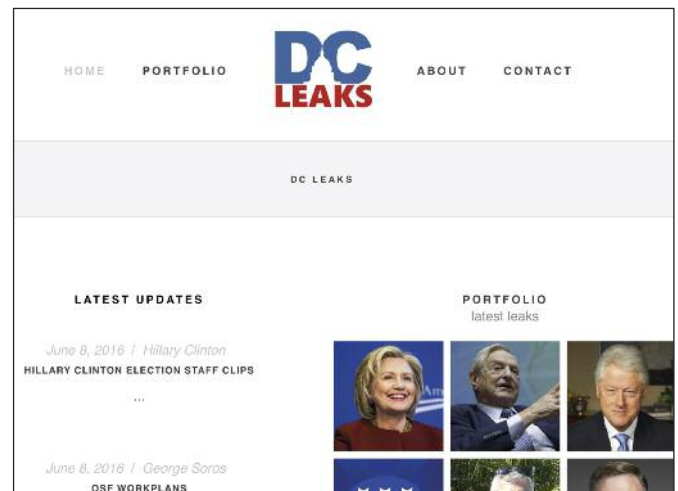 HOME PORTFOLIO DC LEAKS ABOUT CONTACT
DC LEAKS
LATEST UPDATES
June 8, 2016 / Hillary Clinton
HILLARY CLINTON ELECTION STAFF CLIPS
...
June 8, 2016 / George Soros
OSF WORKPLANS
PORTFOLIO
latest leaks
Am